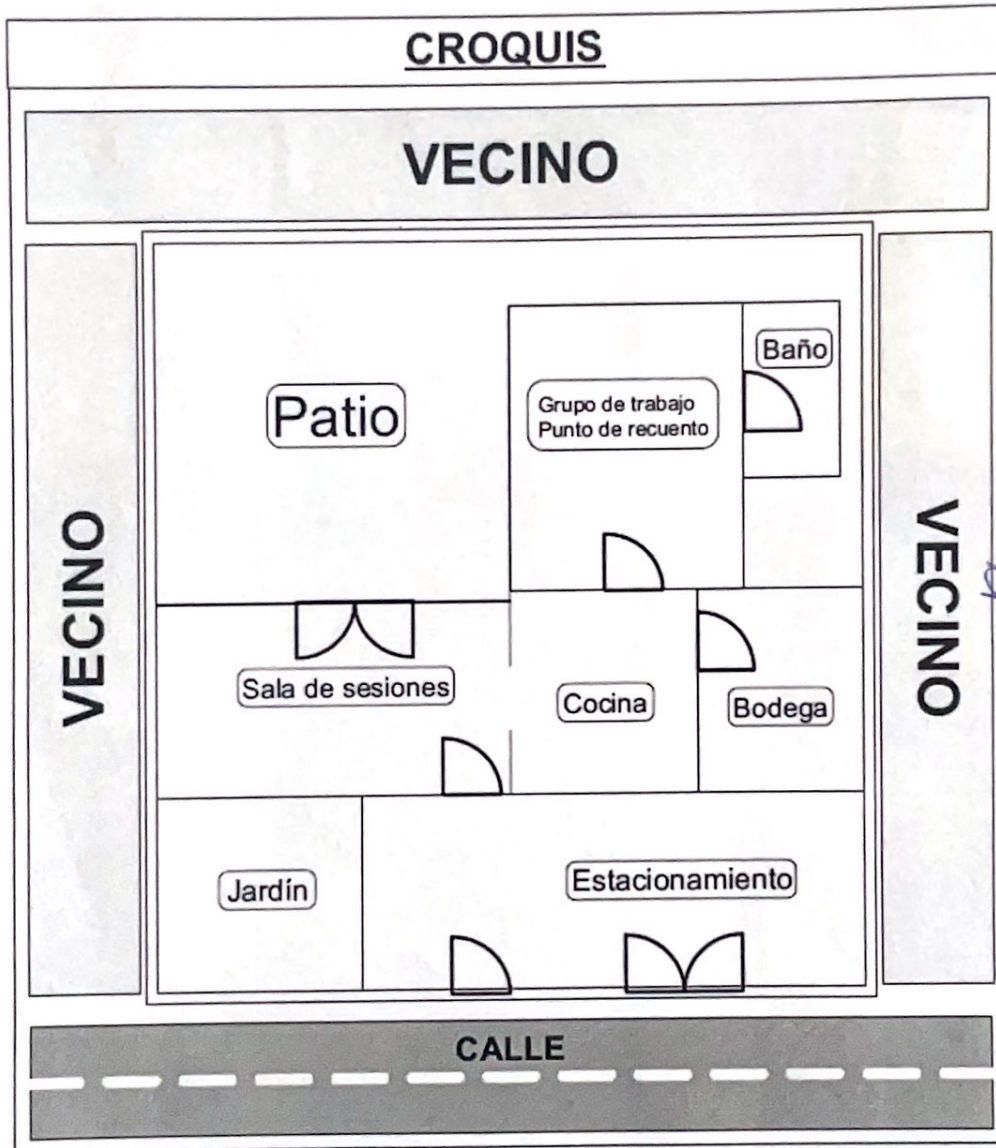 CROQUIS
VECINO
Baño
Patio
Grupo de trabajo
Punto de recuento
VECINO
VECINO
Sala de sesiones
Cocina
Bodega
Jardín
Estacionamiento
CALLE